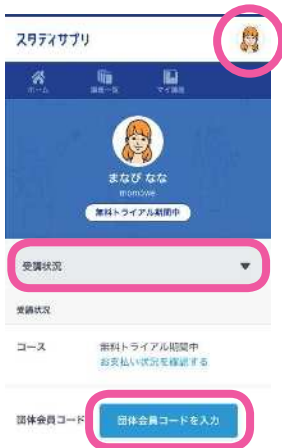 スタディサプリ
ホーム 講座一覧 マイ講座
まなび なな
momowe
無料トライアル期間中
受講状況
受講状況
コース 無料トライアル期間中
お支払い状況を確認する
団体会員コード 団体会員コードを入力